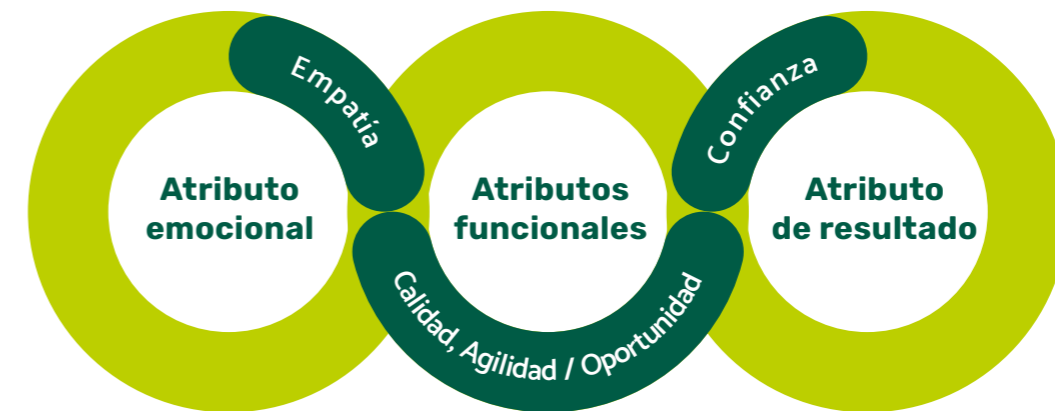 Empatía
Atributo
emocional
Calidad, Agilidad / Oportunidad
Atributos
funcionales
Confianza
Atributo
de resultado